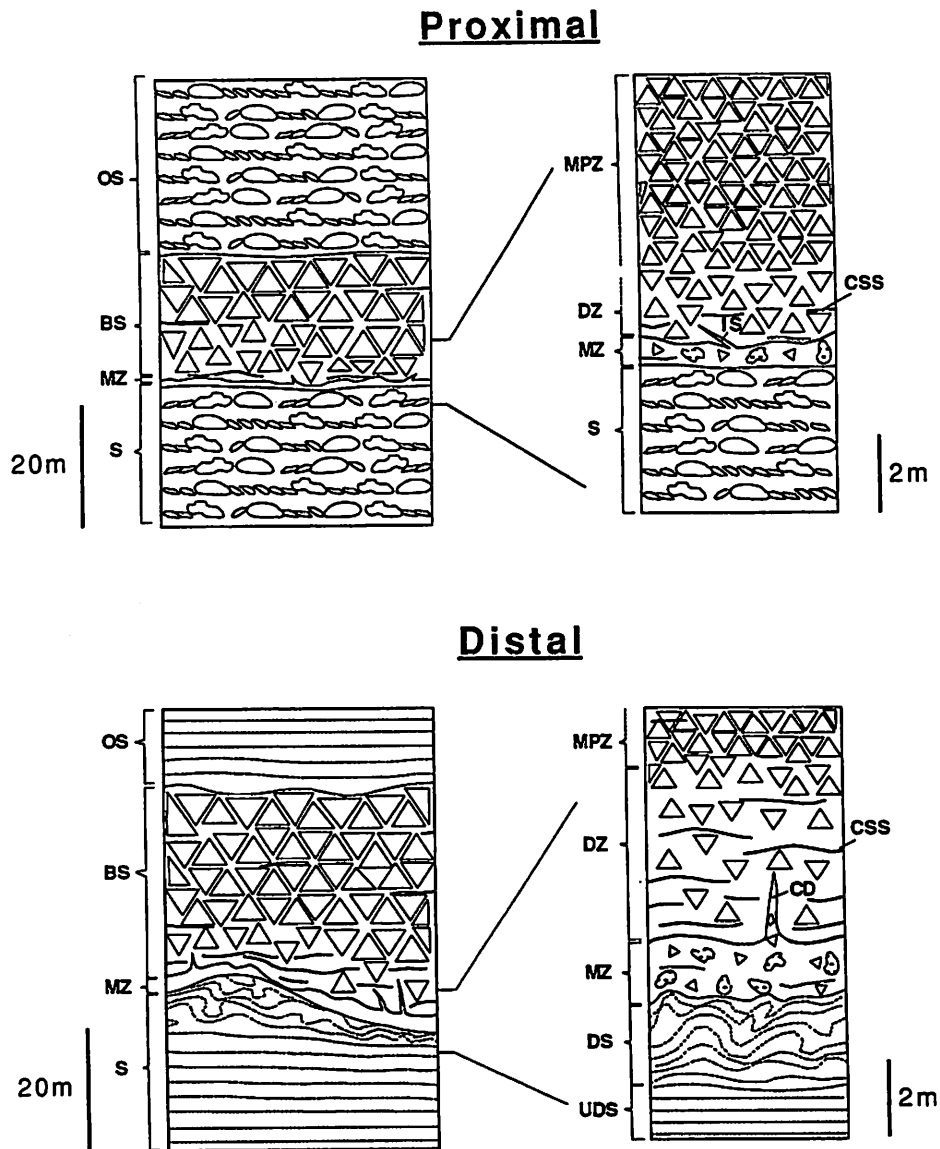 Proximal
OS
BS
MZ
S
20m
MPZ
DZ
MZ
S
CSS
TS
2m
Distal
OS
BS
MZ
S
20m
MPZ
DZ
MZ
DS
UDS
CSS
CD
2m